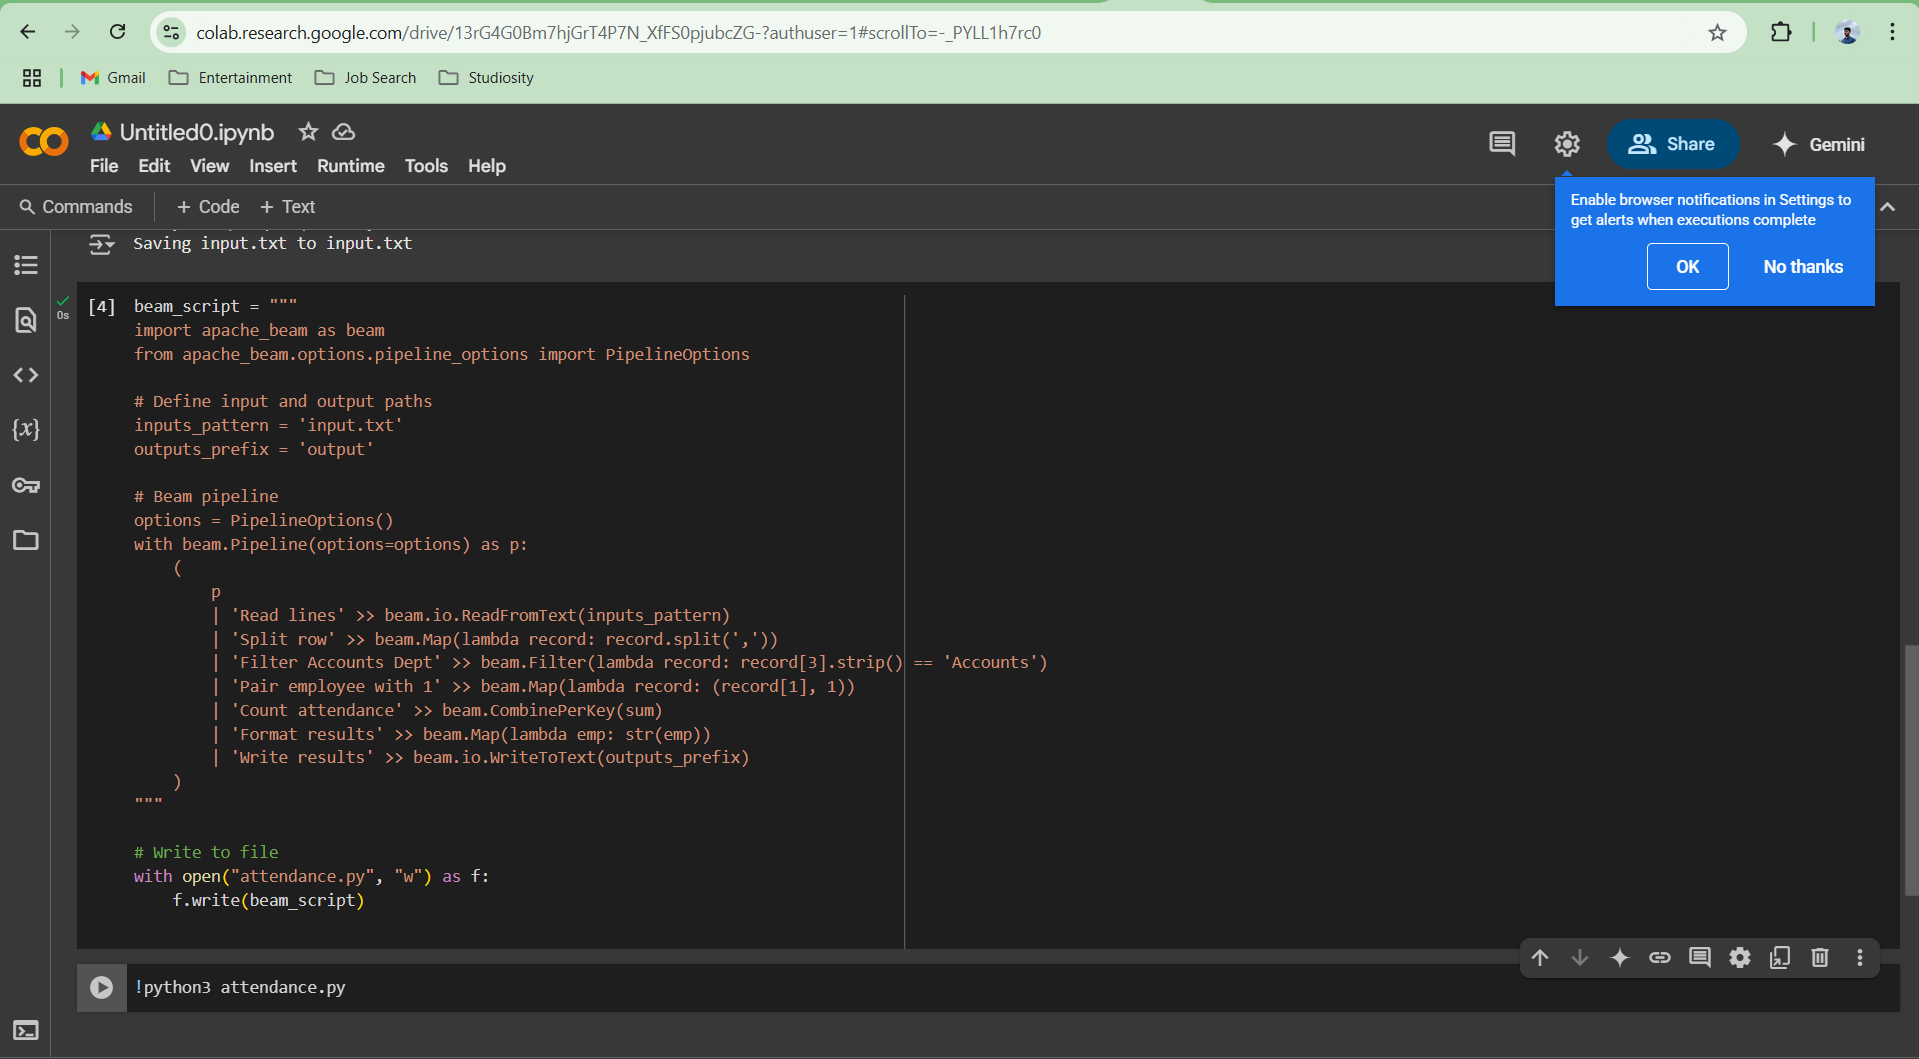 colab.research.google.com/drive/13rG4G0Bm7hjGrT4P7N_XfFS0pjubcZG-?authuser=1#scrollTo=-_PYLL1h7rc0
Gmail Entertainment Job Search Studiosity
Untitled0.ipynb
File Edit View Insert Runtime Tools Help
Share Gemini
Commands + Code + Text
Enable browser notifications in Settings to
get alerts when executions complete
OK No thanks
Saving input.txt to input.txt
0s
[4] beam_script = """
import apache_beam as beam
from apache_beam.options.pipeline_options import PipelineOptions
# Define input and output paths
inputs_pattern = 'input.txt'
outputs_prefix = 'output'
# Beam pipeline
options = PipelineOptions()
with beam.Pipeline(options=options) as p:
(
p
| 'Read lines' >> beam.io.ReadFromText(inputs_pattern)
| 'Split row' >> beam.Map(lambda record: record.split(','))
| 'Filter Accounts Dept' >> beam.Filter(lambda record: record[3].strip() == 'Accounts')
| 'Pair employee with 1' >> beam.Map(lambda record: (record[1], 1))
| 'Count attendance' >> beam.CombinePerKey(sum)
| 'Format results' >> beam.Map(lambda emp: str(emp))
| 'Write results' >> beam.io.WriteToText(outputs_prefix)
)
"""
# Write to file
with open("attendance.py", "w") as f:
f.write(beam_script)
!python3 attendance.py